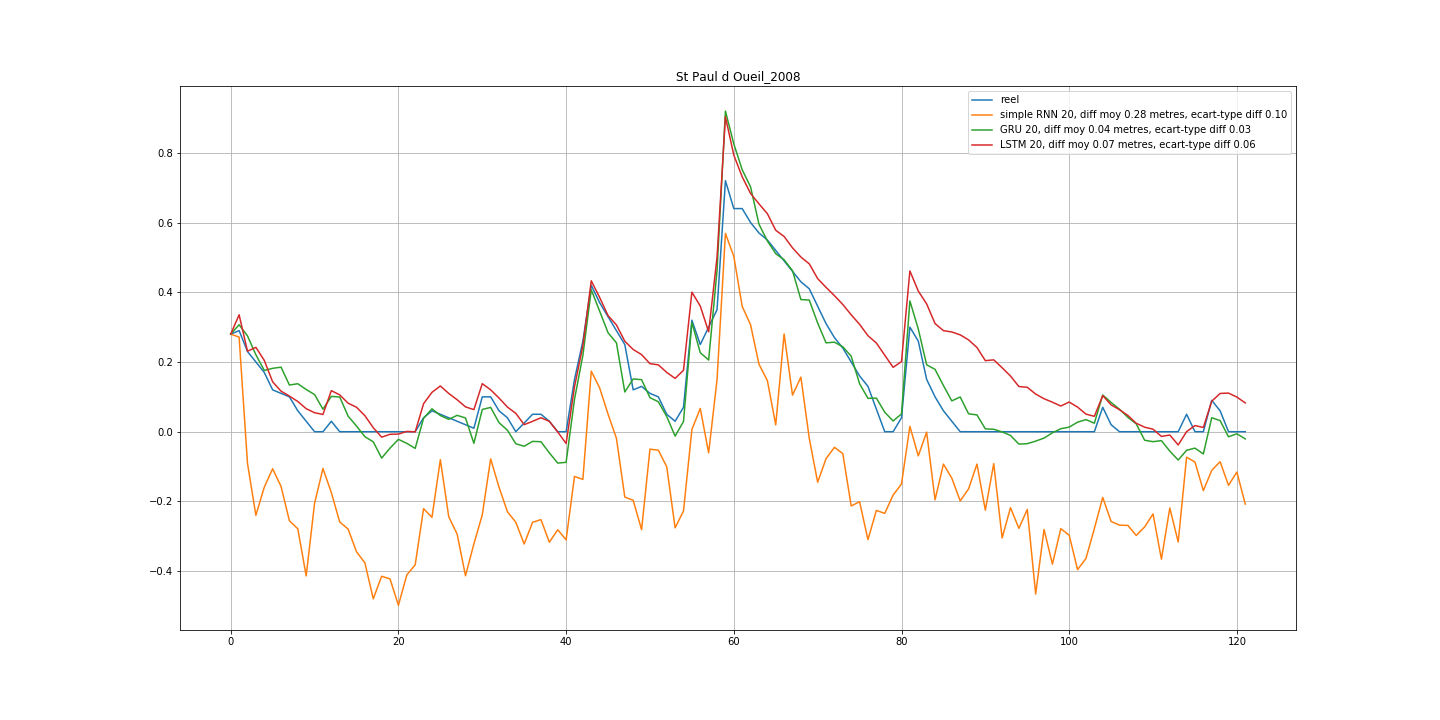 St Paul d Oueil_2008
reel
simple RNN 20, diff moy 0.28 metres, ecart-type diff 0.10
GRU 20, diff moy 0.04 metres, ecart-type diff 0.03
LSTM 20, diff moy 0.07 metres, ecart-type diff 0.06
0.8
0.6
0.4
0.2
0.0
−0.2
−0.4
0 20 40 60 80 100 120